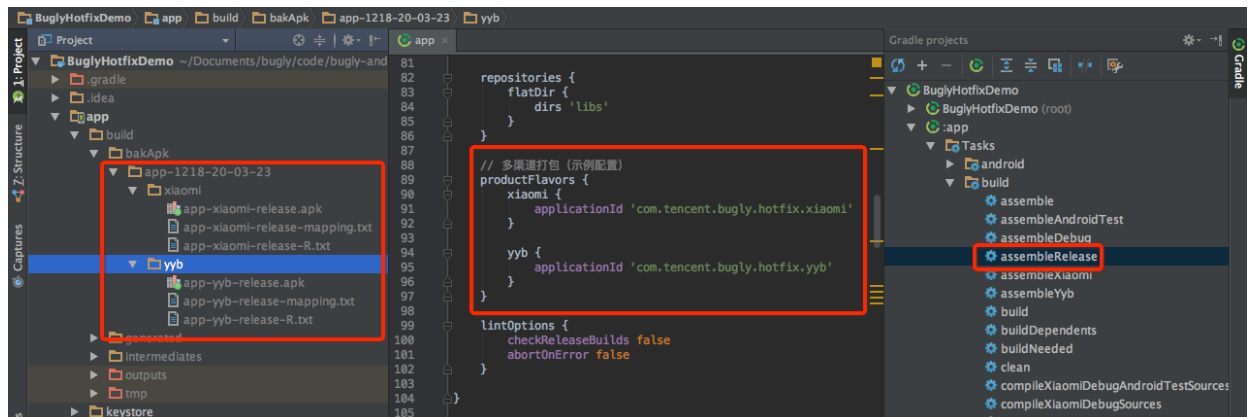 BuglyHotfixDemo app build bakApk app-1218-20-03-23 yyb
1: Project
Z: Structure
Captures
Project
BuglyHotfixDemo ~/Documents/bugly/code/bugly-and
.gradle
.idea
app
build
bakApk
app-1218-20-03-23
xiaomi
app-xiaomi-release.apk
app-xiaomi-release-mapping.txt
app-xiaomi-release-R.txt
yyb
app-yyb-release.apk
app-yyb-release-mapping.txt
app-yyb-release-R.txt
generated
intermediates
outputs
tmp
keystore
app
81
82 repositories {
83 flatDir {
84 dirs 'libs'
85 }
86 }
87
88 // 多渠道打包（示例配置）
89 productFlavors {
90 xiaomi {
91 applicationId 'com.tencent.bugly.hotfix.xiaomi'
92 }
93
94 yyb {
95 applicationId 'com.tencent.bugly.hotfix.yyb'
96 }
97 }
98
99 lintOptions {
100 checkReleaseBuilds false
101 abortOnError false
102 }
103
104 }
105
Gradle projects
BuglyHotfixDemo
BuglyHotfixDemo (root)
:app
Tasks
android
build
assemble
assembleAndroidTest
assembleDebug
assembleRelease
assembleXiaomi
assembleYyb
build
buildDependents
buildNeeded
clean
compileXiaomiDebugAndroidTestSources
compileXiaomiDebugSources
Gradle